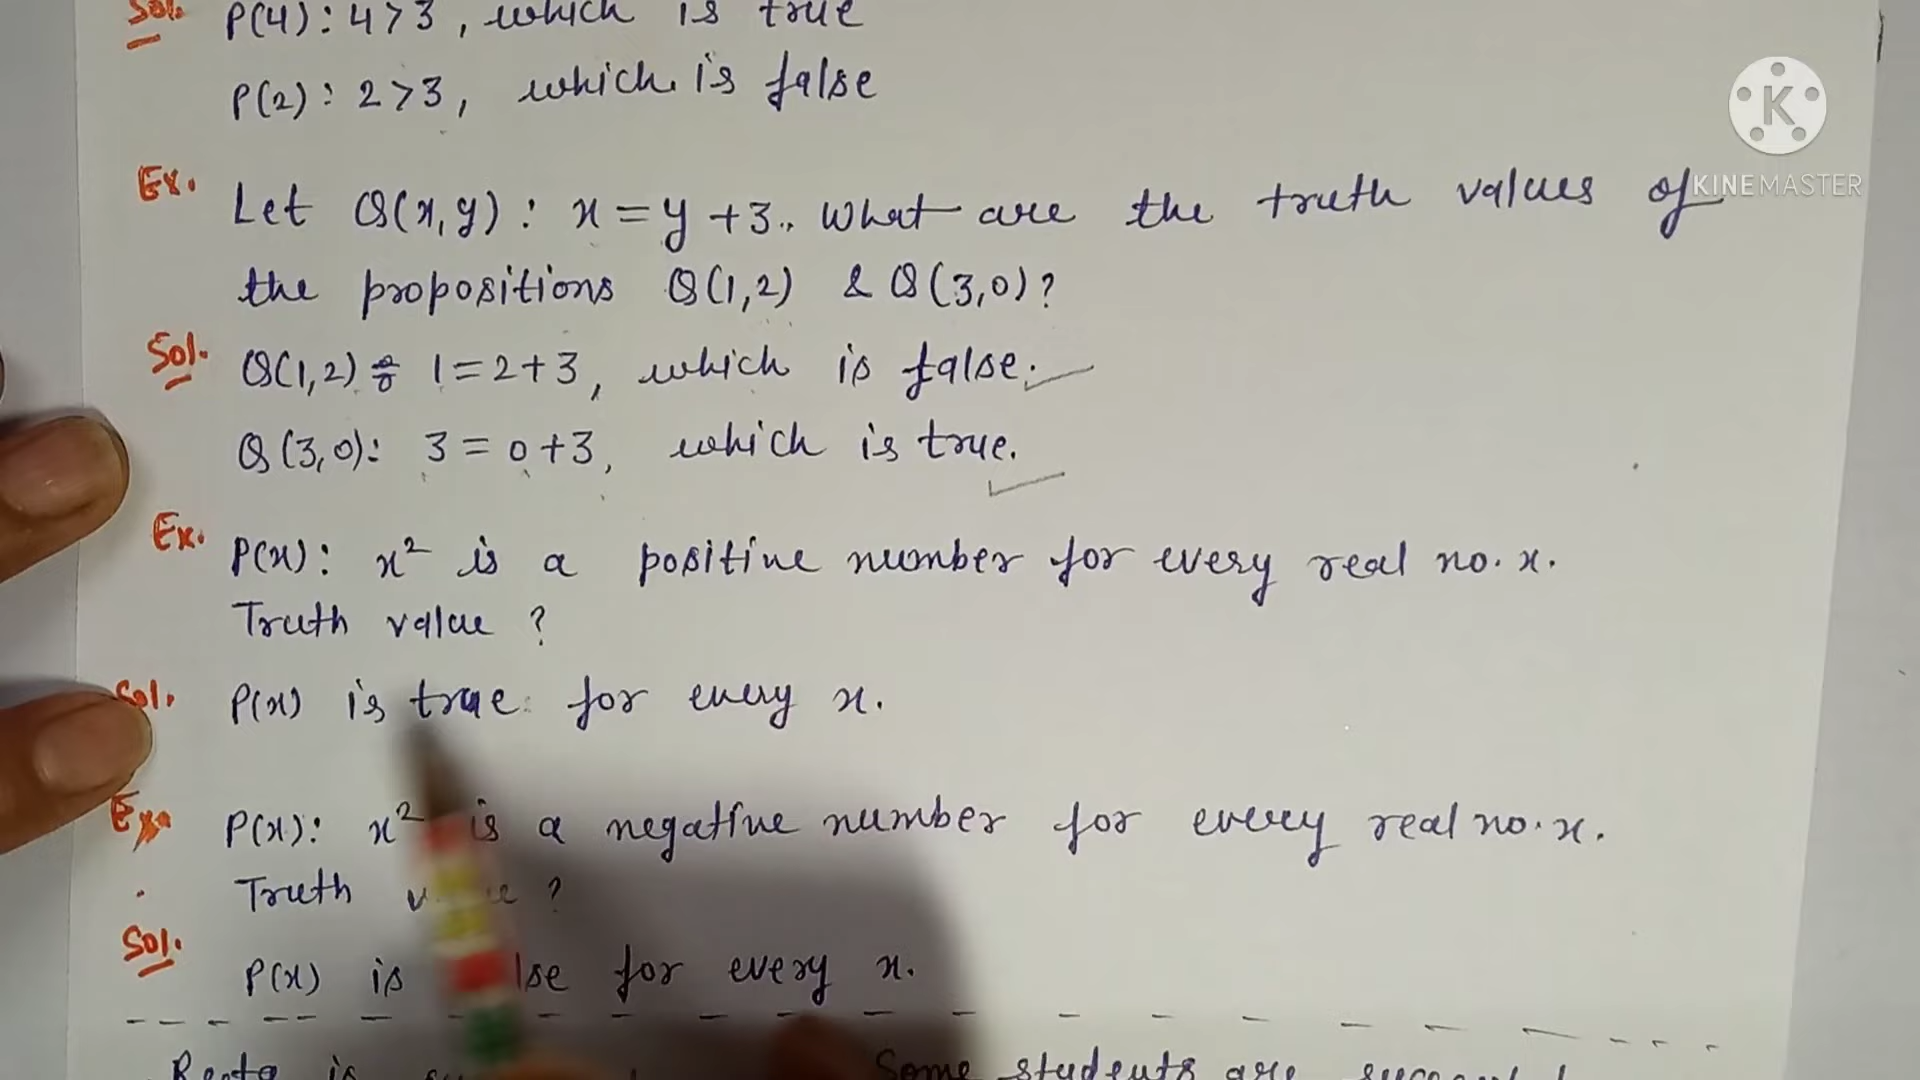 Sol. P(4): 4>3, which is true
P(2): 2>3, which is false
KINEMASTER
Ex. Let Q(x,y): x=y+3. What are the truth values of
the propositions Q(1,2) & Q(3,0)?
Sol. Q(1,2): 1=2+3, which is false.
Q(3,0): 3=0+3, which is true.
Ex. P(x): x² is a positive number for every real no. x.
Truth value ?
Sol. P(x) is true for every x.
Ex. P(x): x² is a negative number for every real no. x.
Truth ?
Sol.
P(x) is for every x.
is Some students are